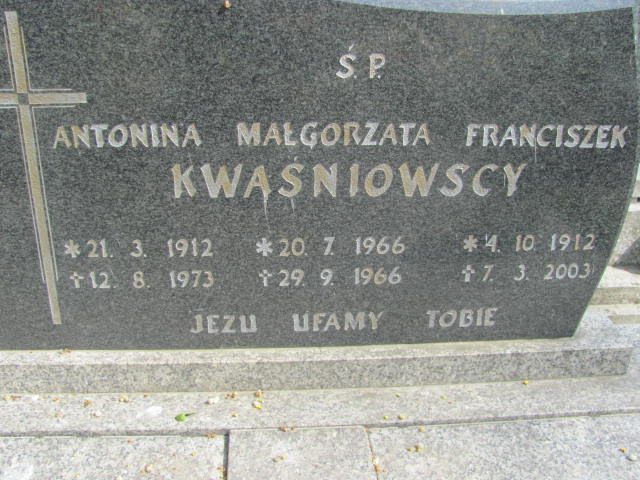 Ś.P.
ANTONINA MAŁGORZATA FRANCISZEK
KWAŚNIOWSCY
*21. 3. 1912 *20. 7. 1966 *4. 10. 1912
†12. 8. 1973 †29. 9. 1966 †7. 3. 2003
JEZU UFAMY TOBIE